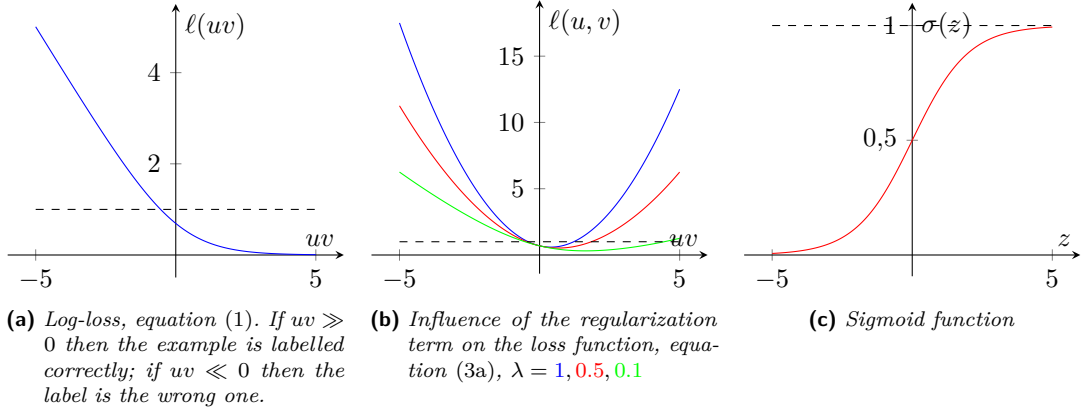 ℓ(uv)
4
2
uv
−5
5
(a) Log-loss, equation (1). If uv ≫
0 then the example is labelled
correctly; if uv ≪ 0 then the
label is the wrong one.
ℓ(u, v)
15
10
5
uv
−5
5
(b) Influence of the regularization
term on the loss function, equa-
tion (3a), λ = 1, 0.5, 0.1
1
σ(z)
0,5
z
−5
5
(c) Sigmoid function